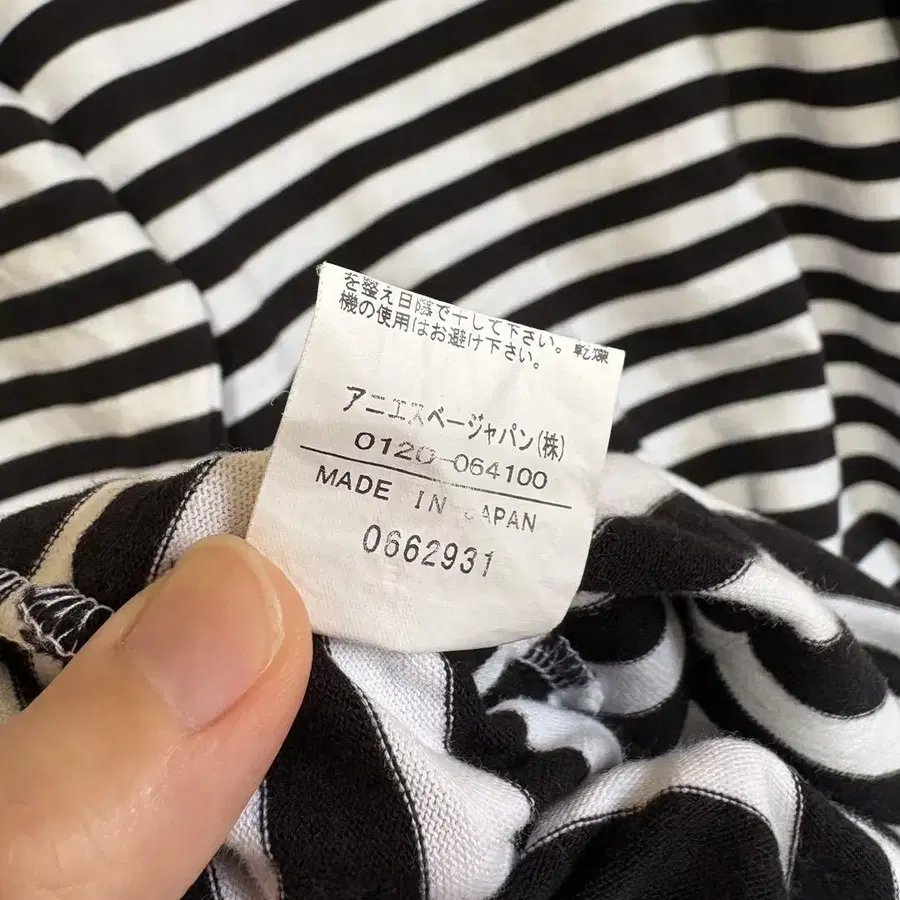 を整え日陰で干して下さい。乾燥
機の使用はお避け下さい。
アニエスベージャパン(株)
0120-064100
MADE IN JAPAN
0662931